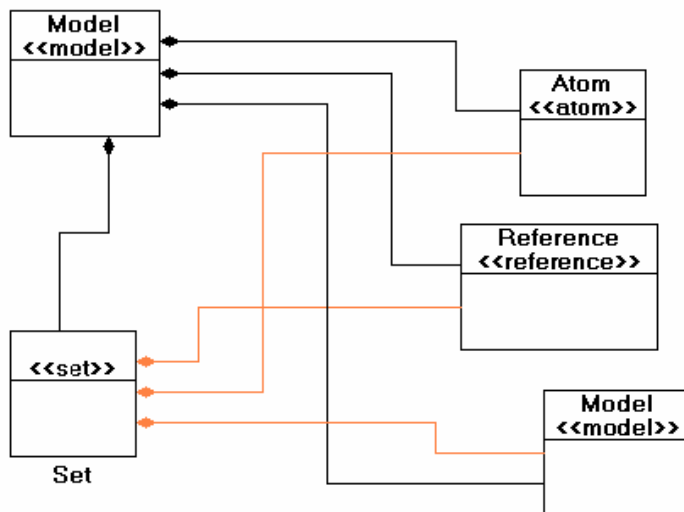 Model
<<model>>
Atom
<<atom>>
Reference
<<reference>>
<<set>>
Set
Model
<<model>>